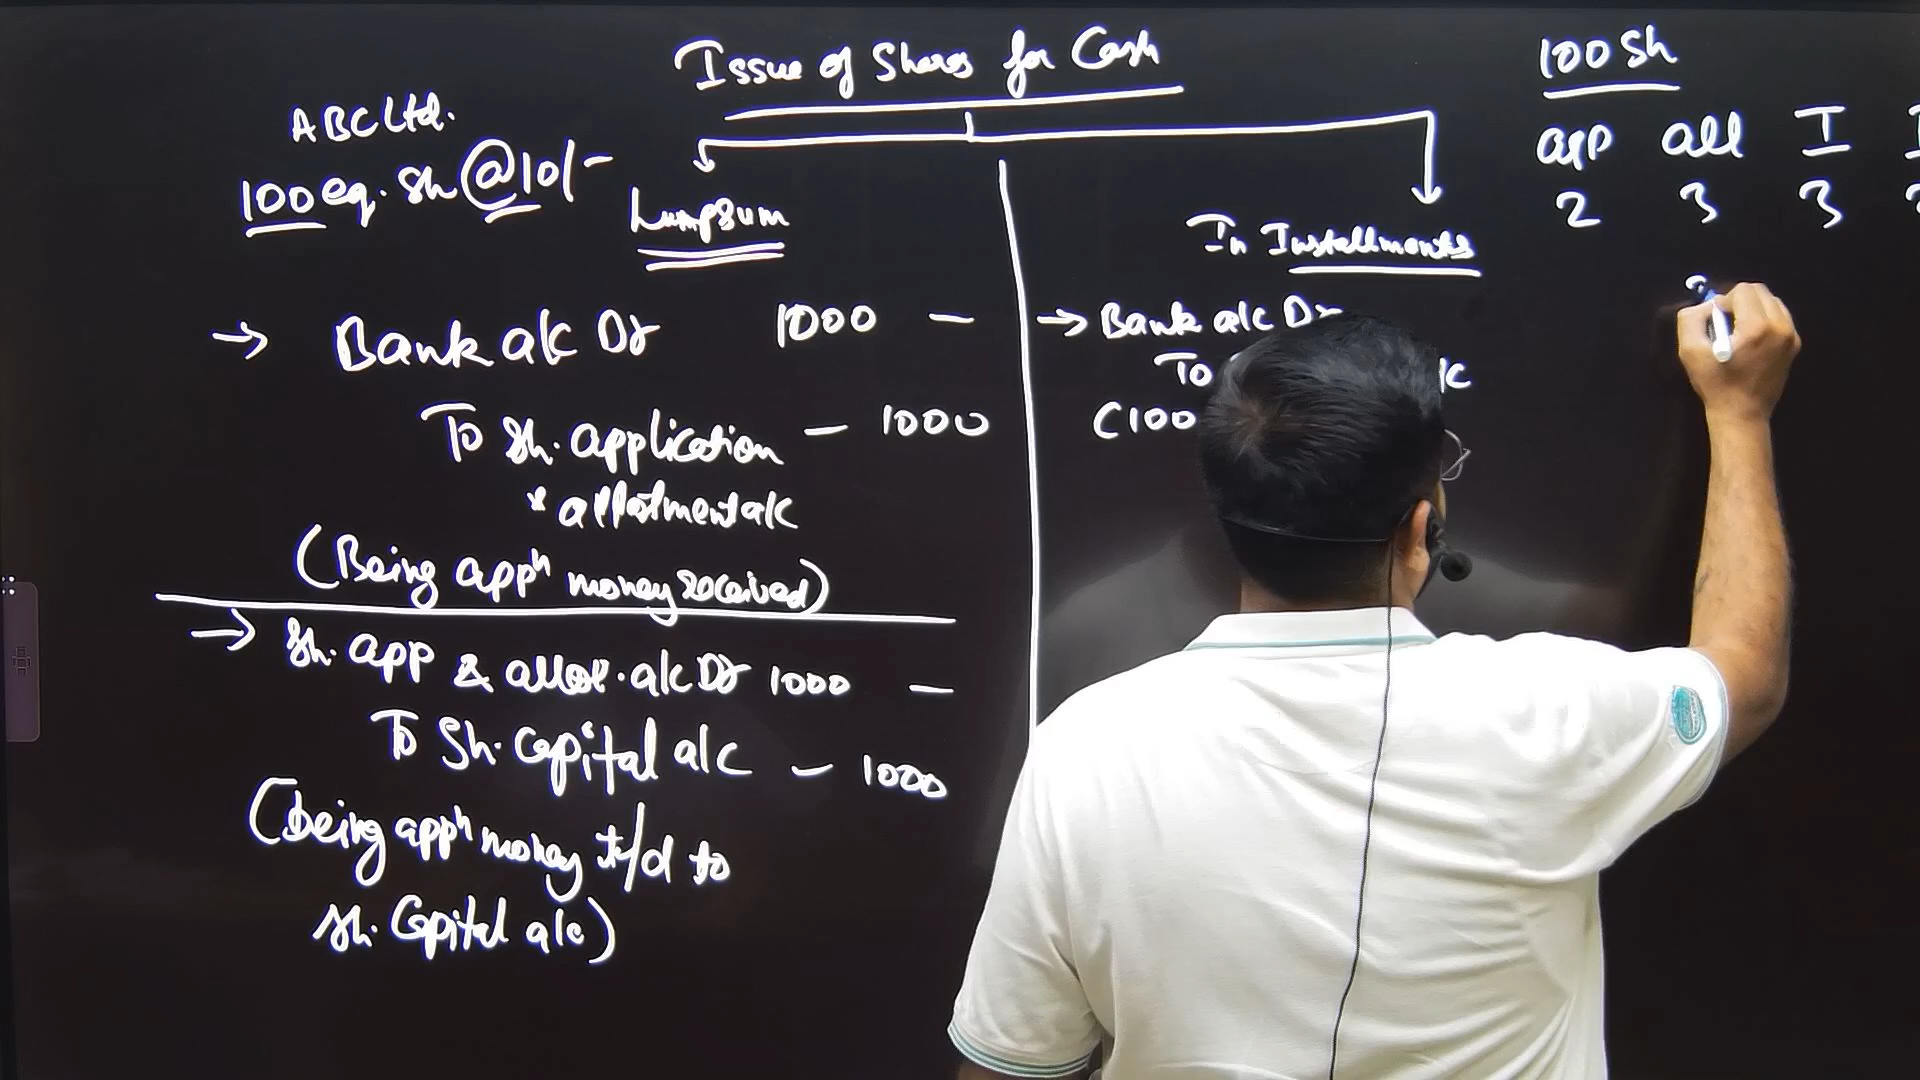 Issue of Shares for Cash
ABC Ltd.
100 eq. Sh @ 10/-
Lumpsum
→ Bank a/c Dr 1000 —
To Sh. application — 1000
& allotment a/c
(Being appⁿ money received)
→ Sh. app & allot. a/c Dr 1000 —
To Sh. Capital a/c — 1000
(being appⁿ money t/d to
Sh. Capital a/c)
In Installments
→ Bank a/c Dr
To
(100
100 Sh
app all I
2 3 3